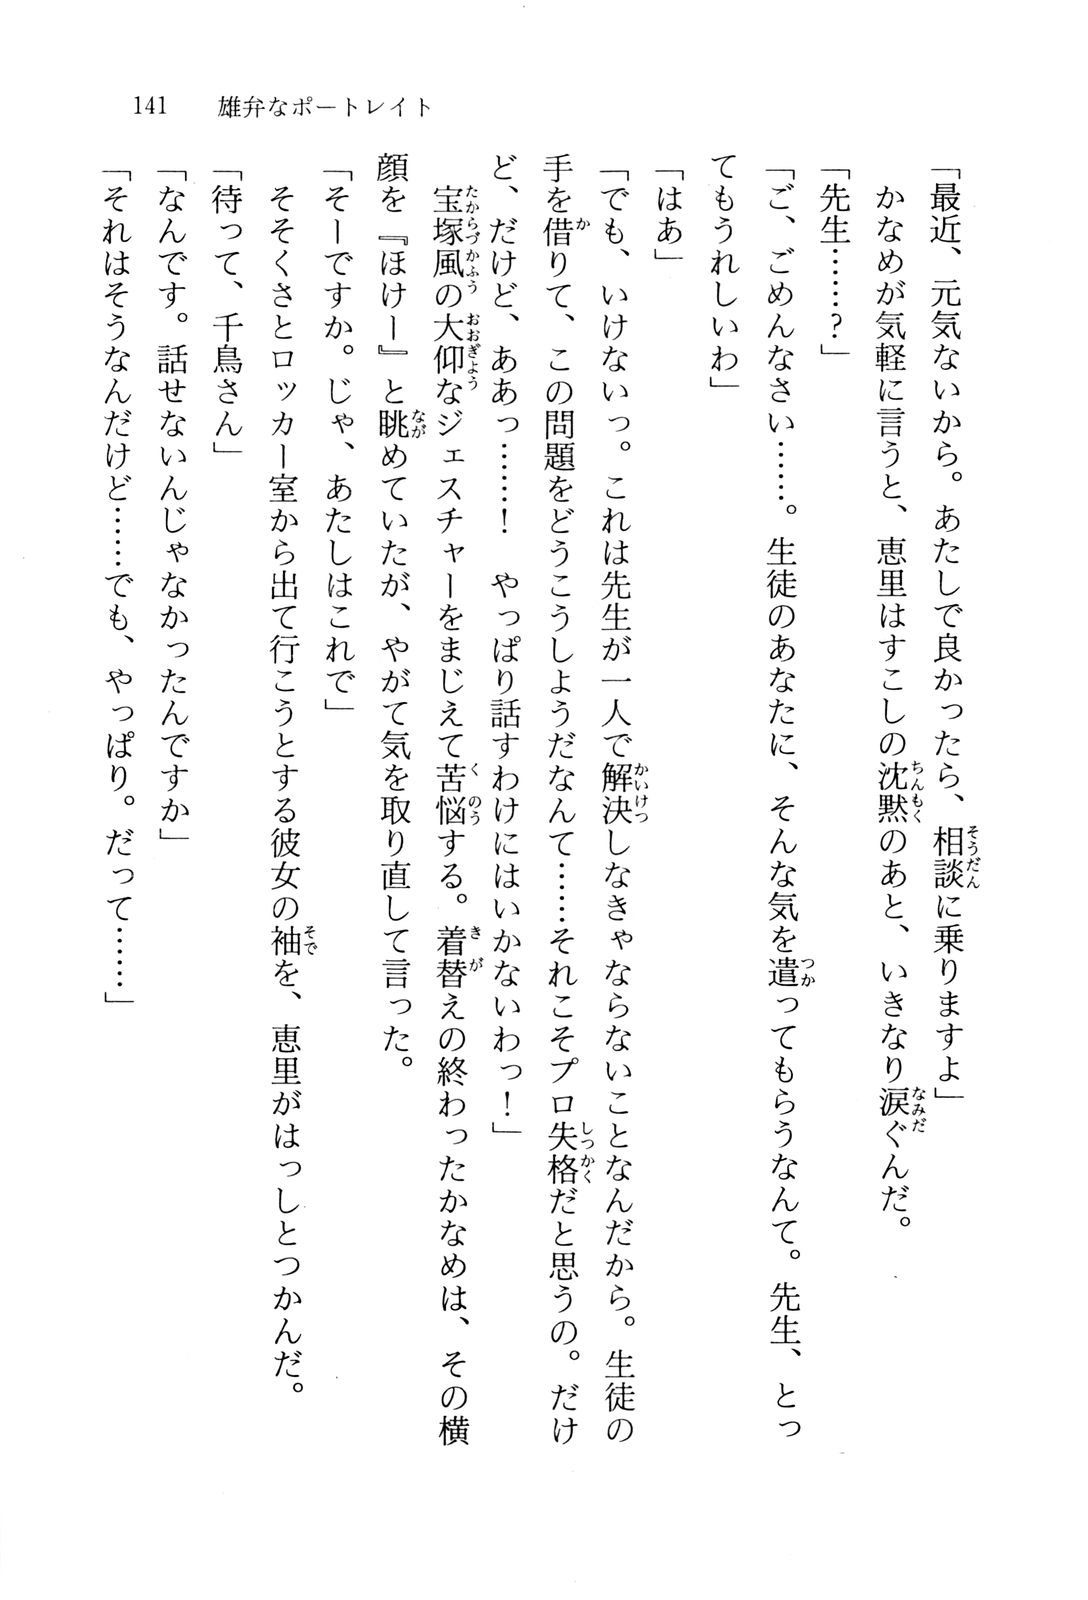 141　雄弁なポートレイト
「最近、元気ないから。あたしで良かったら、相談に乗りますよ」
　かなめが気軽に言うと、恵里はすこしの沈黙のあと、いきなり涙ぐんだ。
「先生……？」
「ご、ごめんなさい……。生徒のあなたに、そんな気を遣ってもらうなんて。先生、とっ
てもうれしいわ」
「はあ」
「でも、いけないっ。これは先生が一人で解決しなきゃならないことなんだから。生徒の
手を借りて、この問題をどうこうしようだなんて……それこそプロ失格だと思うの。だけ
ど、だけど、ああっ……！　やっぱり話すわけにはいかないわっ！」
　宝塚風の大仰なジェスチャーをまじえて苦悩する。着替えの終わったかなめは、その横
顔を『ほけー』と眺めていたが、やがて気を取り直して言った。
「そーですか。じゃ、あたしはこれで」
　そそくさとロッカー室から出て行こうとする彼女の袖を、恵里がはっしとつかんだ。
「待って、千鳥さん」
「なんです。話せないんじゃなかったんですか」
「それはそうなんだけど……でも、やっぱり。だって……」